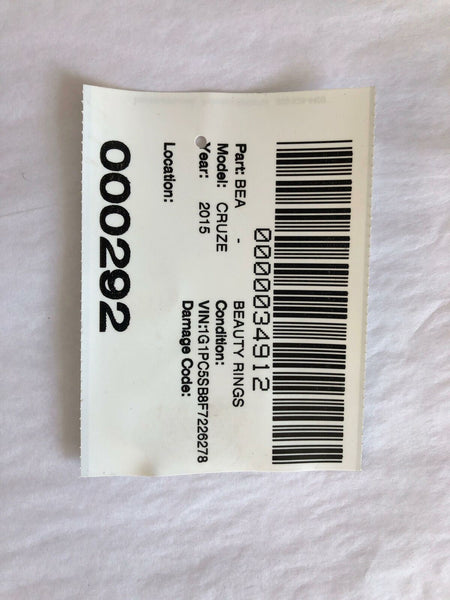 0000034912
Part: BEA - BEAUTY RINGS
Model: CRUZE Condition:
Year: 2015 VIN:1G1PC5SB8F7226278
Damage Code:
Location:
000292